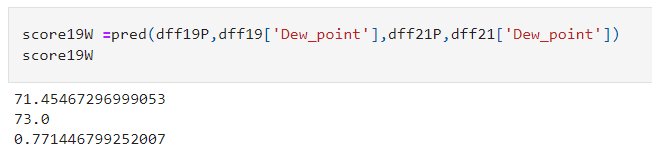 score19W =pred(dff19P,dff19['Dew_point'],dff21P,dff21['Dew_point'])
score19W
71.45467296999053
73.0
0.771446799252007